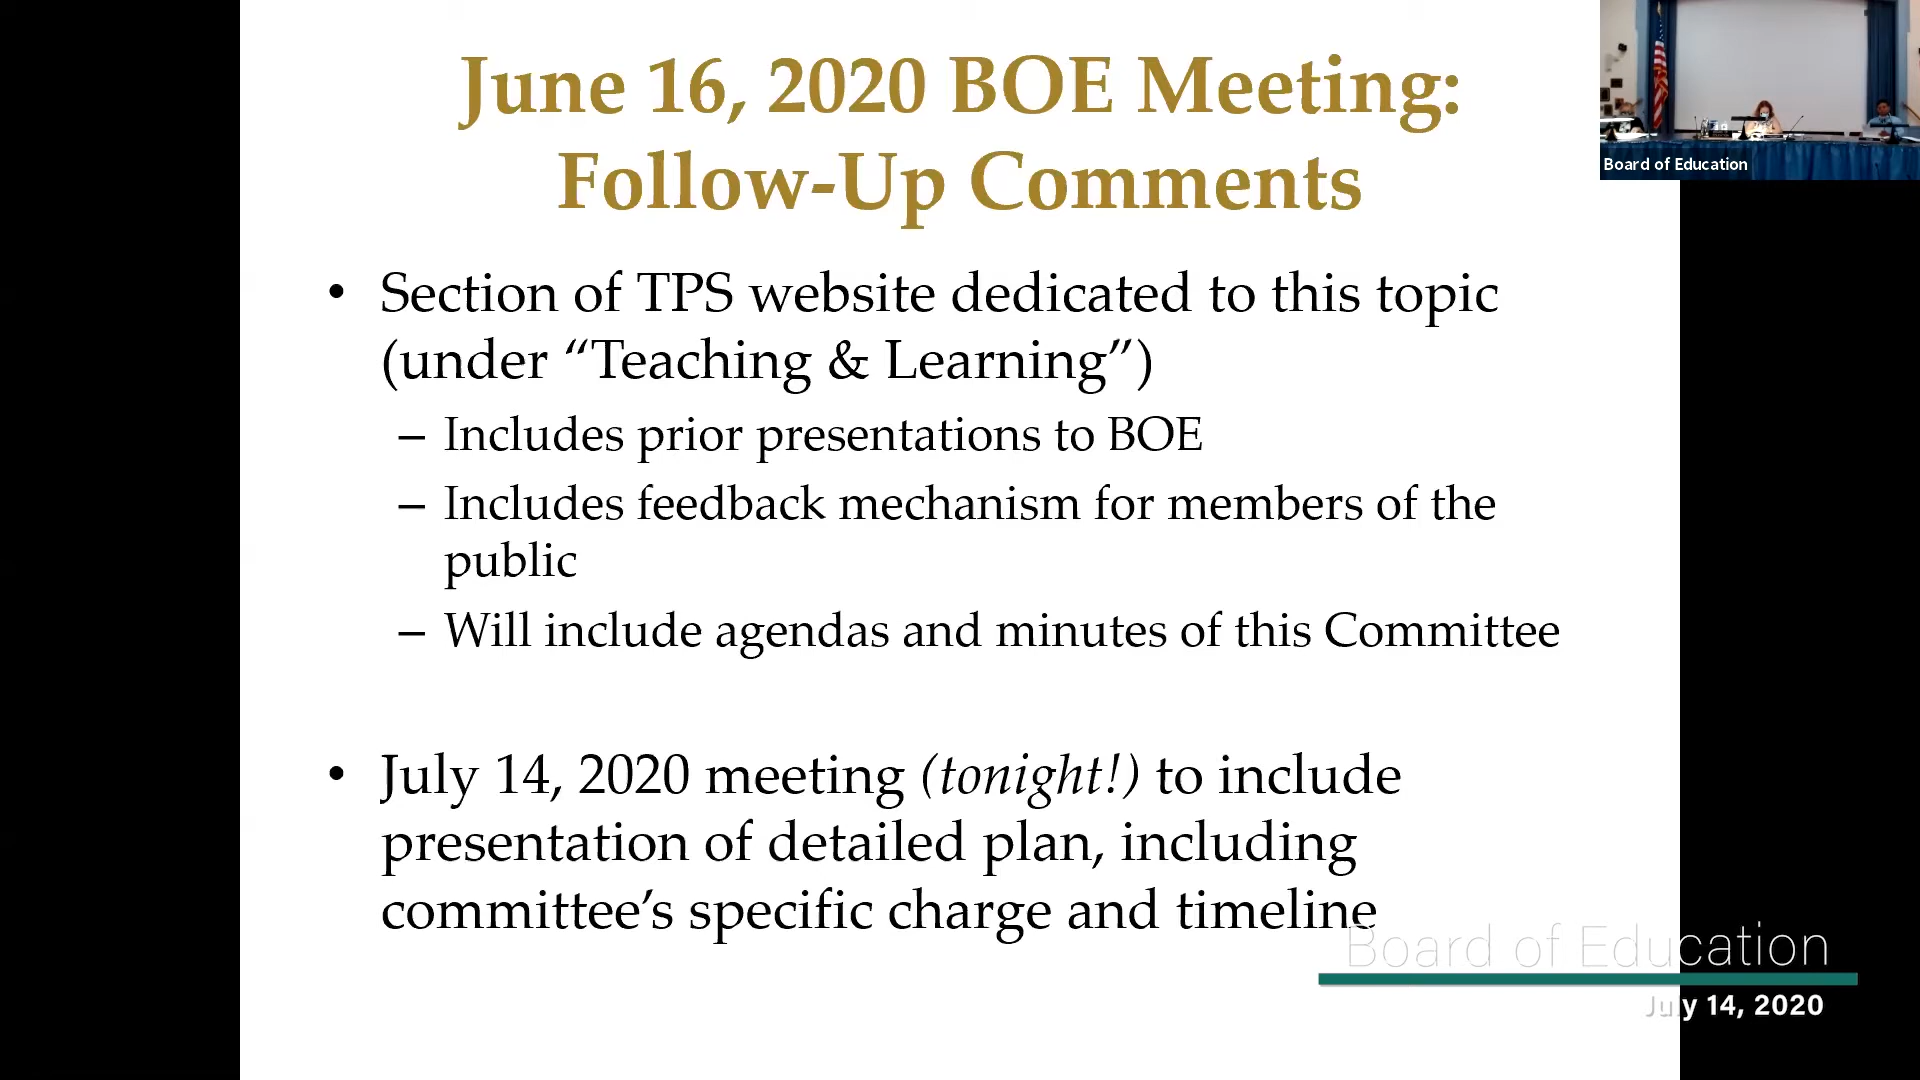 June 16, 2020 BOE Meeting:
Follow-Up Comments
Board of Education
• Section of TPS website dedicated to this topic
(under “Teaching & Learning”)
– Includes prior presentations to BOE
– Includes feedback mechanism for members of the
public
– Will include agendas and minutes of this Committee
• July 14, 2020 meeting (tonight!) to include
presentation of detailed plan, including
committee’s specific charge and timeline
Board of Education
July 14, 2020